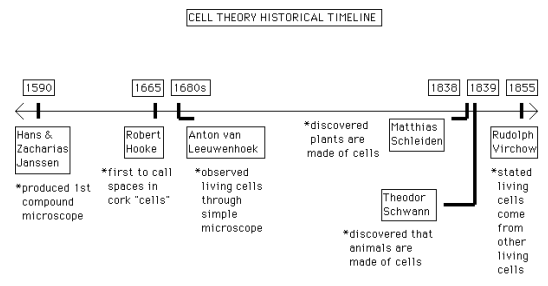 CELL THEORY HISTORICAL TIMELINE
1590
1665
1680s
1838
1839
1855
Hans &
Zacharias
Janssen
*produced 1st
compound
microscope
Robert
Hooke
*first to call
spaces in
cork "cells"
Anton van
Leeuwenhoek
*observed
living cells
through
simple
microscope
*discovered
plants are
made of cells
Matthias
Schleiden
Theodor
Schwann
*discovered that
animals are
made of cells
Rudolph
Virchow
*stated
living
cells
come
from
other
living
cells